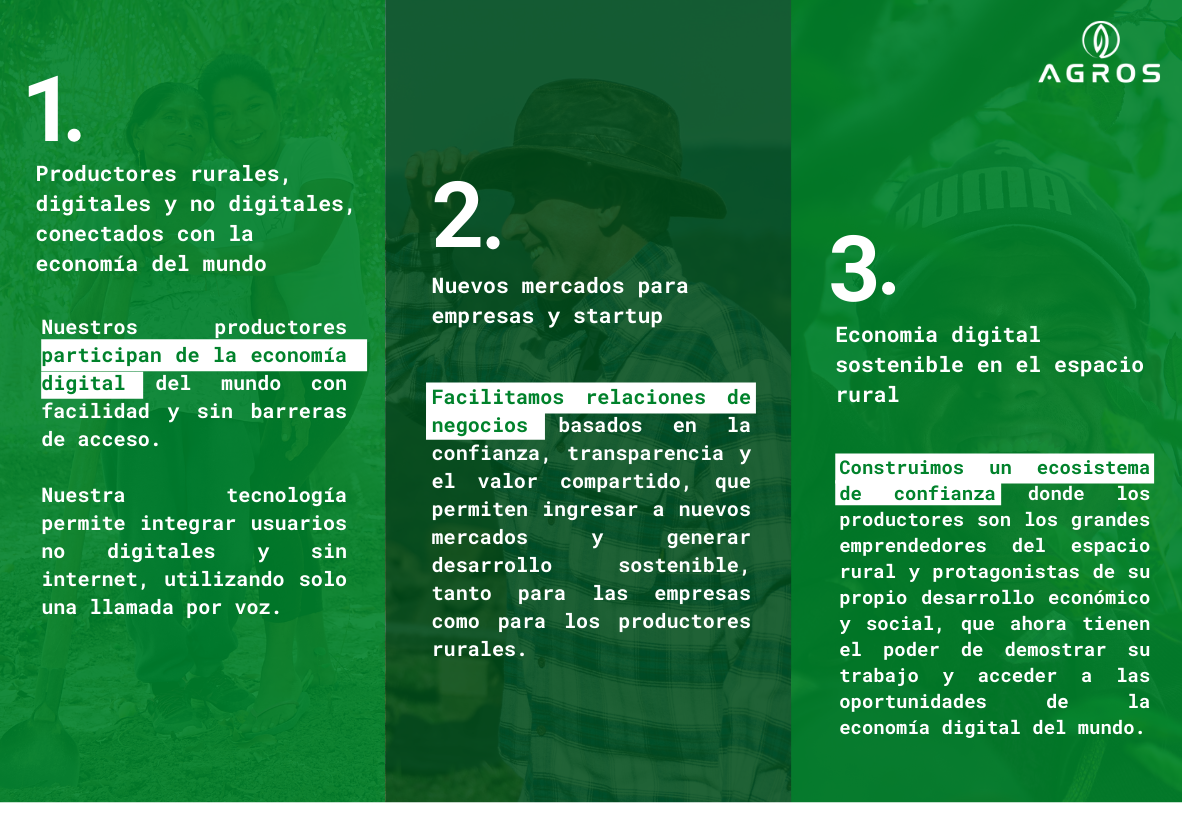 AGROS
1.
Productores rurales,
digitales y no digitales,
conectados con la
economía del mundo
Nuestros productores
participan de la economía
digital del mundo con
facilidad y sin barreras
de acceso.
Nuestra tecnología
permite integrar usuarios
no digitales y sin
internet, utilizando solo
una llamada por voz.
2.
Nuevos mercados para
empresas y startup
Facilitamos relaciones de
negocios basados en la
confianza, transparencia y
el valor compartido, que
permiten ingresar a nuevos
mercados y generar
desarrollo sostenible,
tanto para las empresas
como para los productores
rurales.
3.
Economia digital
sostenible en el espacio
rural
Construimos un ecosistema
de confianza donde los
productores son los grandes
emprendedores del espacio
rural y protagonistas de su
propio desarrollo económico
y social, que ahora tienen
el poder de demostrar su
trabajo y acceder a las
oportunidades de la
economía digital del mundo.